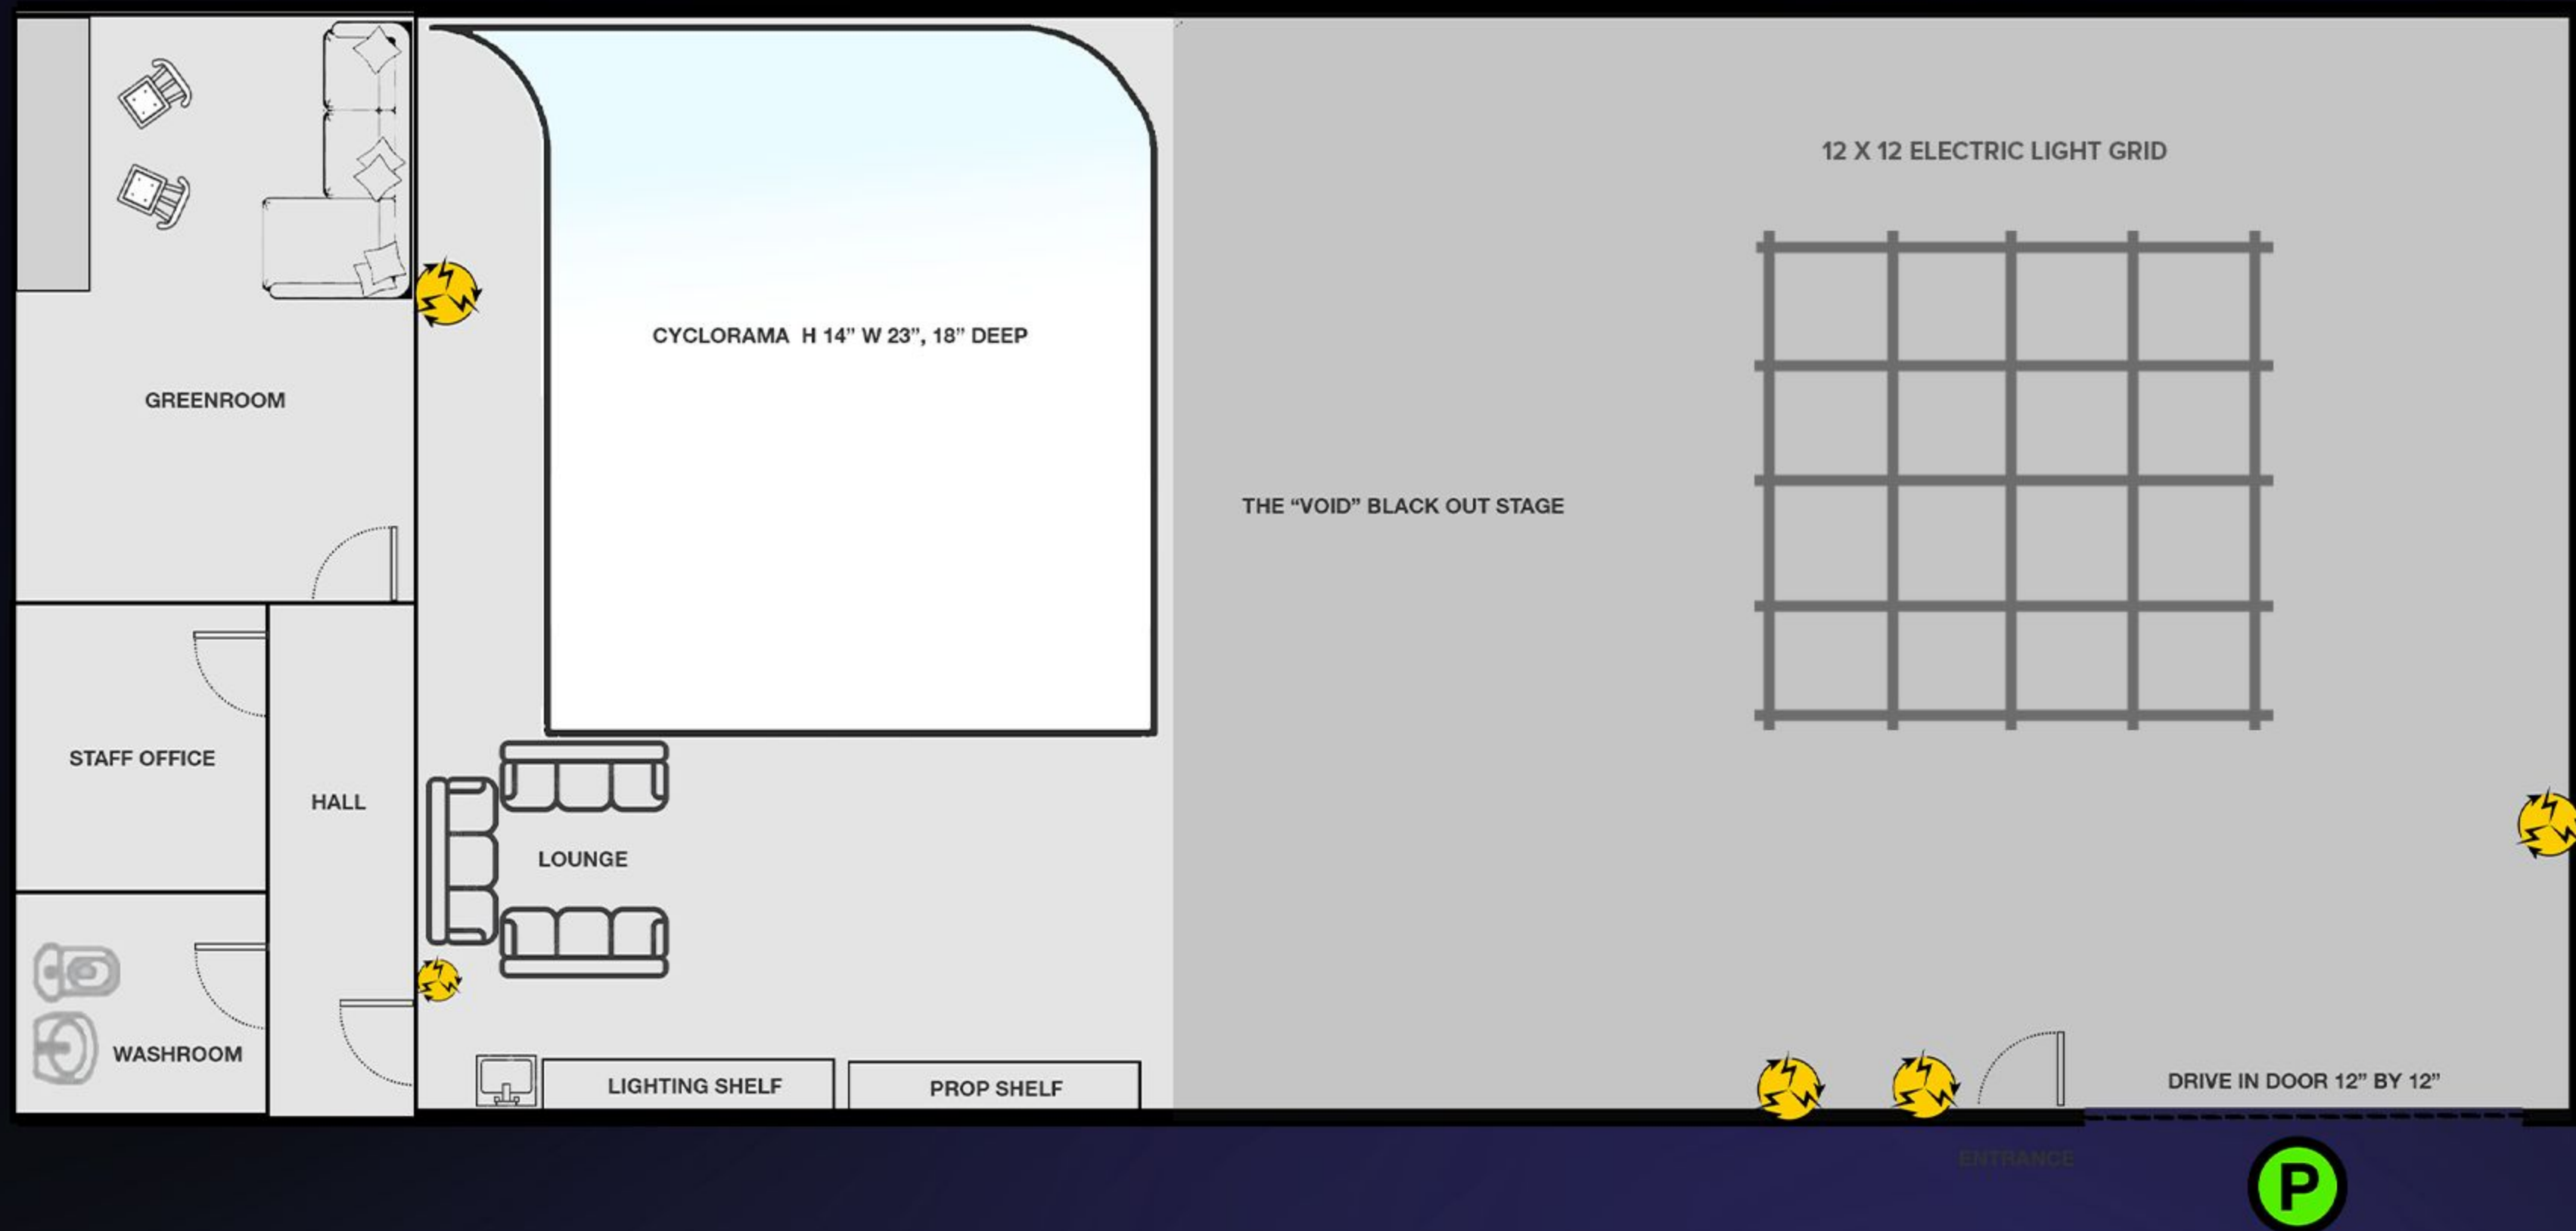 12 X 12 ELECTRIC LIGHT GRID
CYCLORAMA  H 14” W 23”, 18” DEEP
GREENROOM
THE “VOID” BLACK OUT STAGE
STAFF OFFICE
HALL
LOUNGE
WASHROOM
LIGHTING SHELF
PROP SHELF
DRIVE IN DOOR 12” BY 12”
ENTRANCE
P